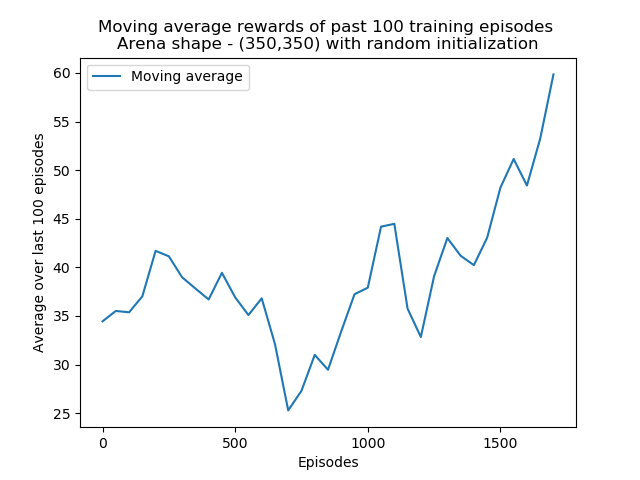 Moving average rewards of past 100 training episodes
Arena shape - (350,350) with random initialization
Moving average
Average over last 100 episodes
60
55
50
45
40
35
30
25
0
500
1000
1500
Episodes